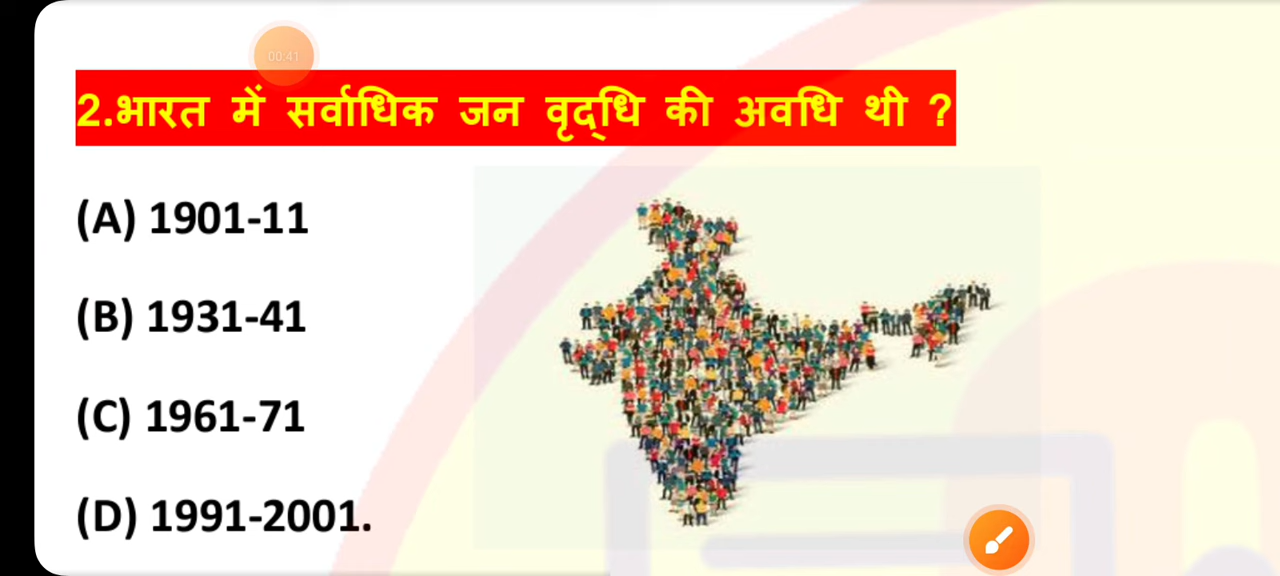 00:41
2.भारत में सर्वाधिक जन वृद्‌धि की अवधि थी ?
(A) 1901-11
(B) 1931-41
(C) 1961-71
(D) 1991-2001.